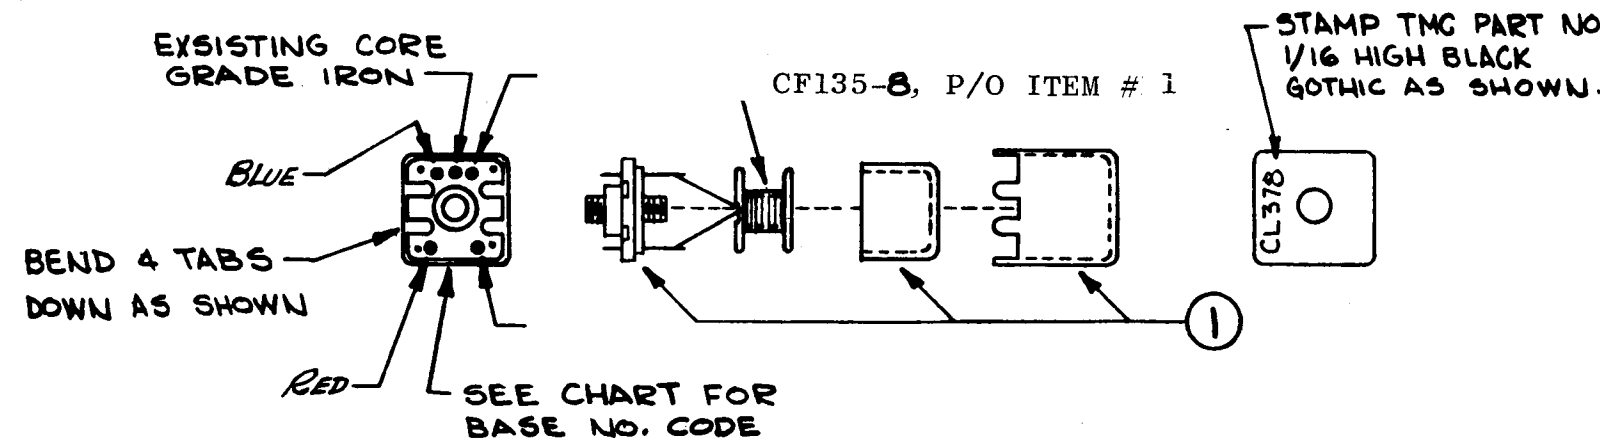 EXSISTING CORE
GRADE IRON
CF135-8, P/O ITEM # 1
STAMP TMC PART NO
1/16 HIGH BLACK
GOTHIC AS SHOWN.
BLUE
CL378
BEND 4 TABS
DOWN AS SHOWN
1
RED
SEE CHART FOR
BASE NO. CODE